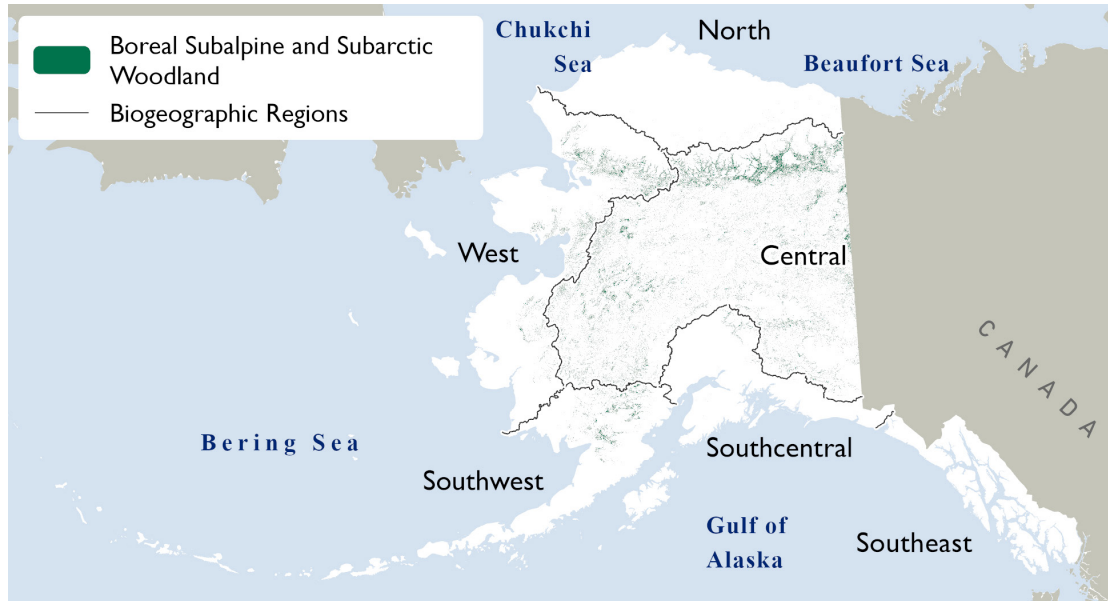 Boreal Subalpine and Subarctic
Woodland
Biogeographic Regions
Chukchi
Sea
North
Beaufort Sea
West
Central
CANADA
Bering Sea
Southwest
Southcentral
Gulf of
Alaska
Southeast